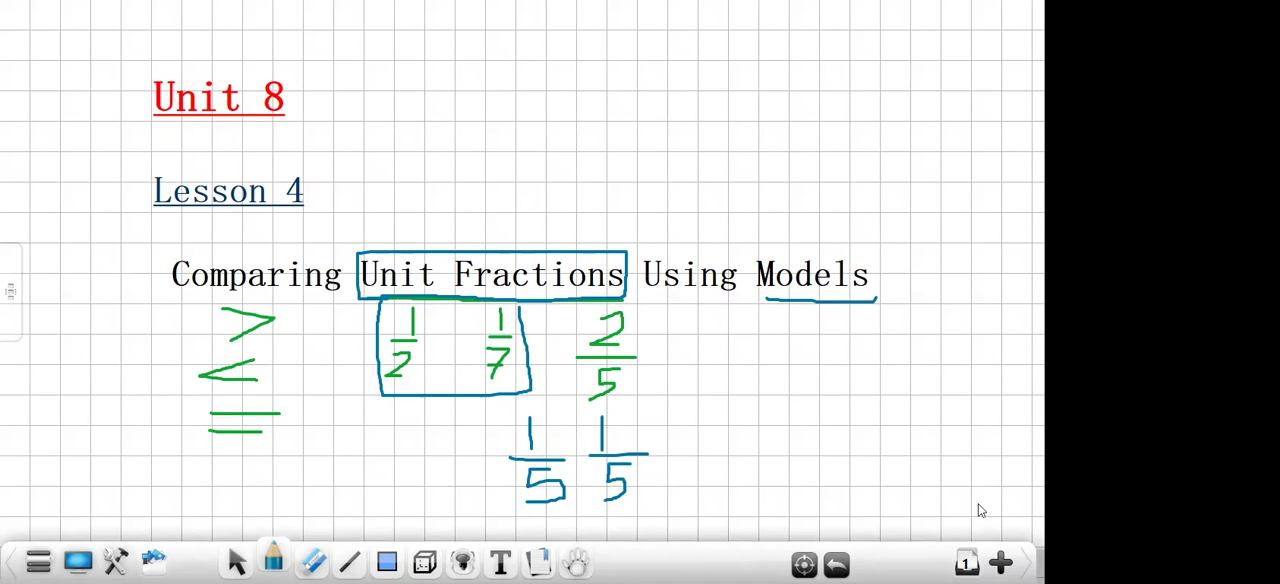 Unit 8
Lesson 4
Comparing Unit Fractions Using Models
> 1/2 1/7 2/5
<
=
1/5 1/5
T 1